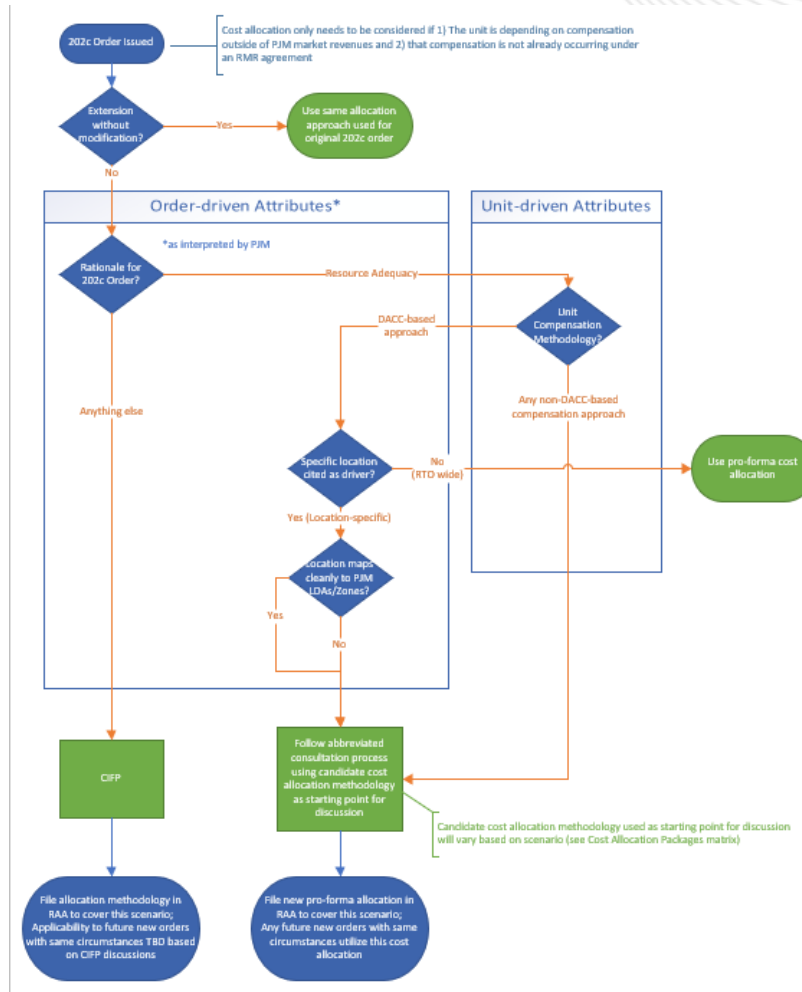 202c Order Issued
Cost allocation only needs to be considered if 1) The unit is depending on compensation
outside of PJM market revenues and 2) that compensation is not already occurring under
an RMR agreement
Extension
without
modification?
Yes
Use same allocation
approach used for
original 202c order
No
Order-driven Attributes*
Unit-driven Attributes
*as interpreted by PJM
Rationale for
202c Order?
Resource Adequacy
Unit
Compensation
Methodology?
DACC-based
approach
Anything else
Any non-DACC-based
compensation approach
Specific location
cited as driver?
No
(RTO wide)
Use pro-forma cost
allocation
Yes (Location-specific)
Location maps
cleanly to PJM
LDAs/Zones?
Yes
No
CIFP
Follow abbreviated
consultation process
using candidate cost
allocation methodology
as starting point for
discussion
Candidate cost allocation methodology used as starting point for discussion
will vary based on scenario (see Cost Allocation Packages matrix)
File allocation methodology in
RAA to cover this scenario;
Applicability to future new orders
with same circumstances TBD based
on CIFP discussions
File new pro-forma allocation in
RAA to cover this scenario;
Any future new orders with same
circumstances utilize this cost
allocation